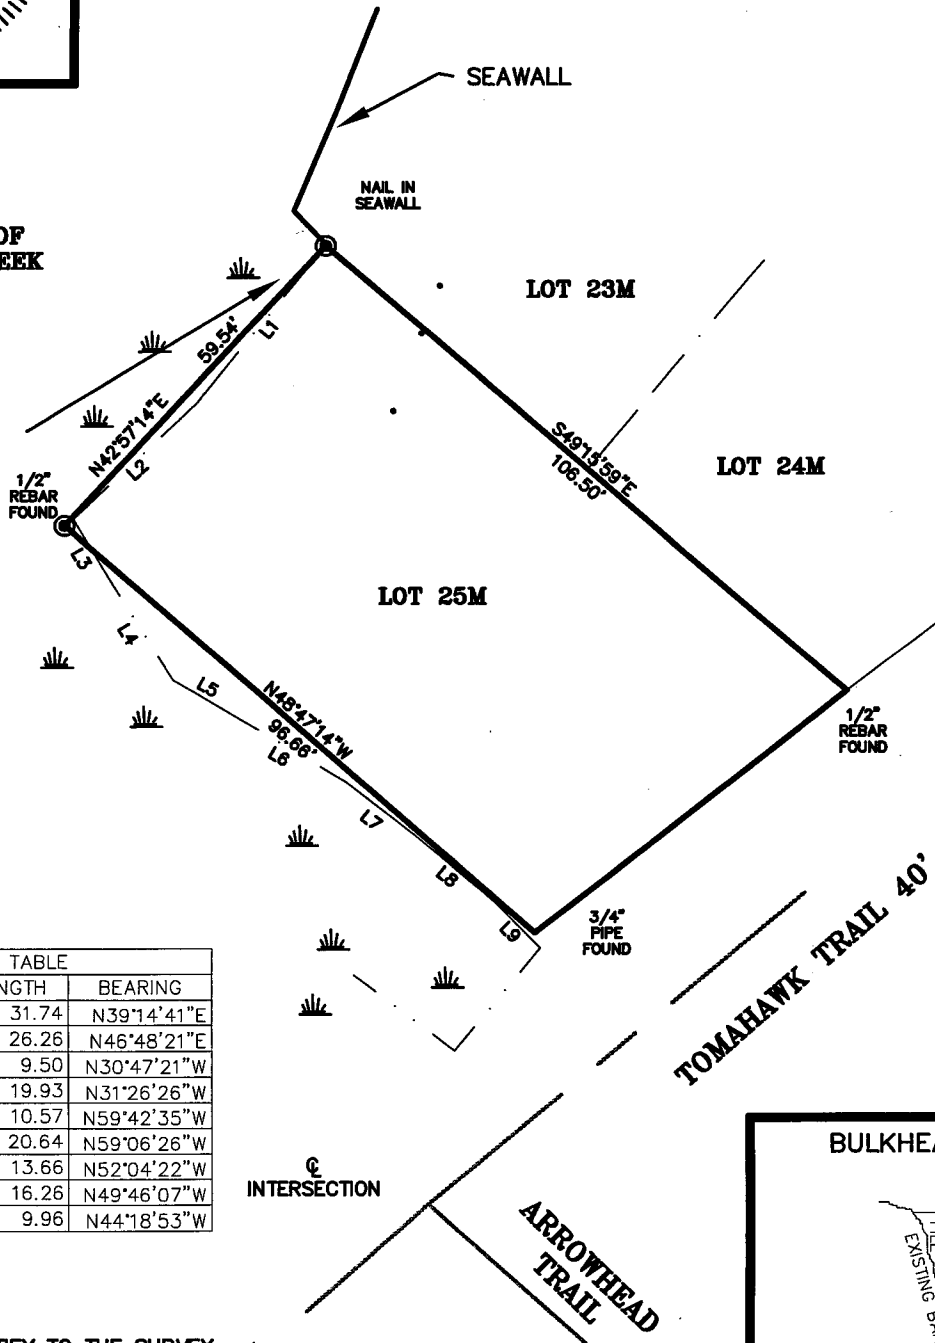 SEAWALL
NAIL IN
SEAWALL
OF
EEK
LOT 23M
59.54'
L1
N42°57'14"E
L2
1/2"
REBAR
FOUND
S49°15'59"E
106.50'
LOT 24M
L3
LOT 25M
L4
L5
N48°47'14"W
96.66'
L6
L7
L8
L9
1/2"
REBAR
FOUND
3/4"
PIPE
FOUND
TOMAHAWK TRAIL 40'
TABLE
NGTH BEARING
31.74 N39°14'41"E
26.26 N46°48'21"E
9.50 N30°47'21"W
19.93 N31°26'26"W
10.57 N59°42'35"W
20.64 N59°06'26"W
13.66 N52°04'22"W
16.26 N49°46'07"W
9.96 N44°18'53"W
℄
INTERSECTION
ARROWHEAD
TRAIL
BULKHEA
EXISTING BA
TO THE SURVEY